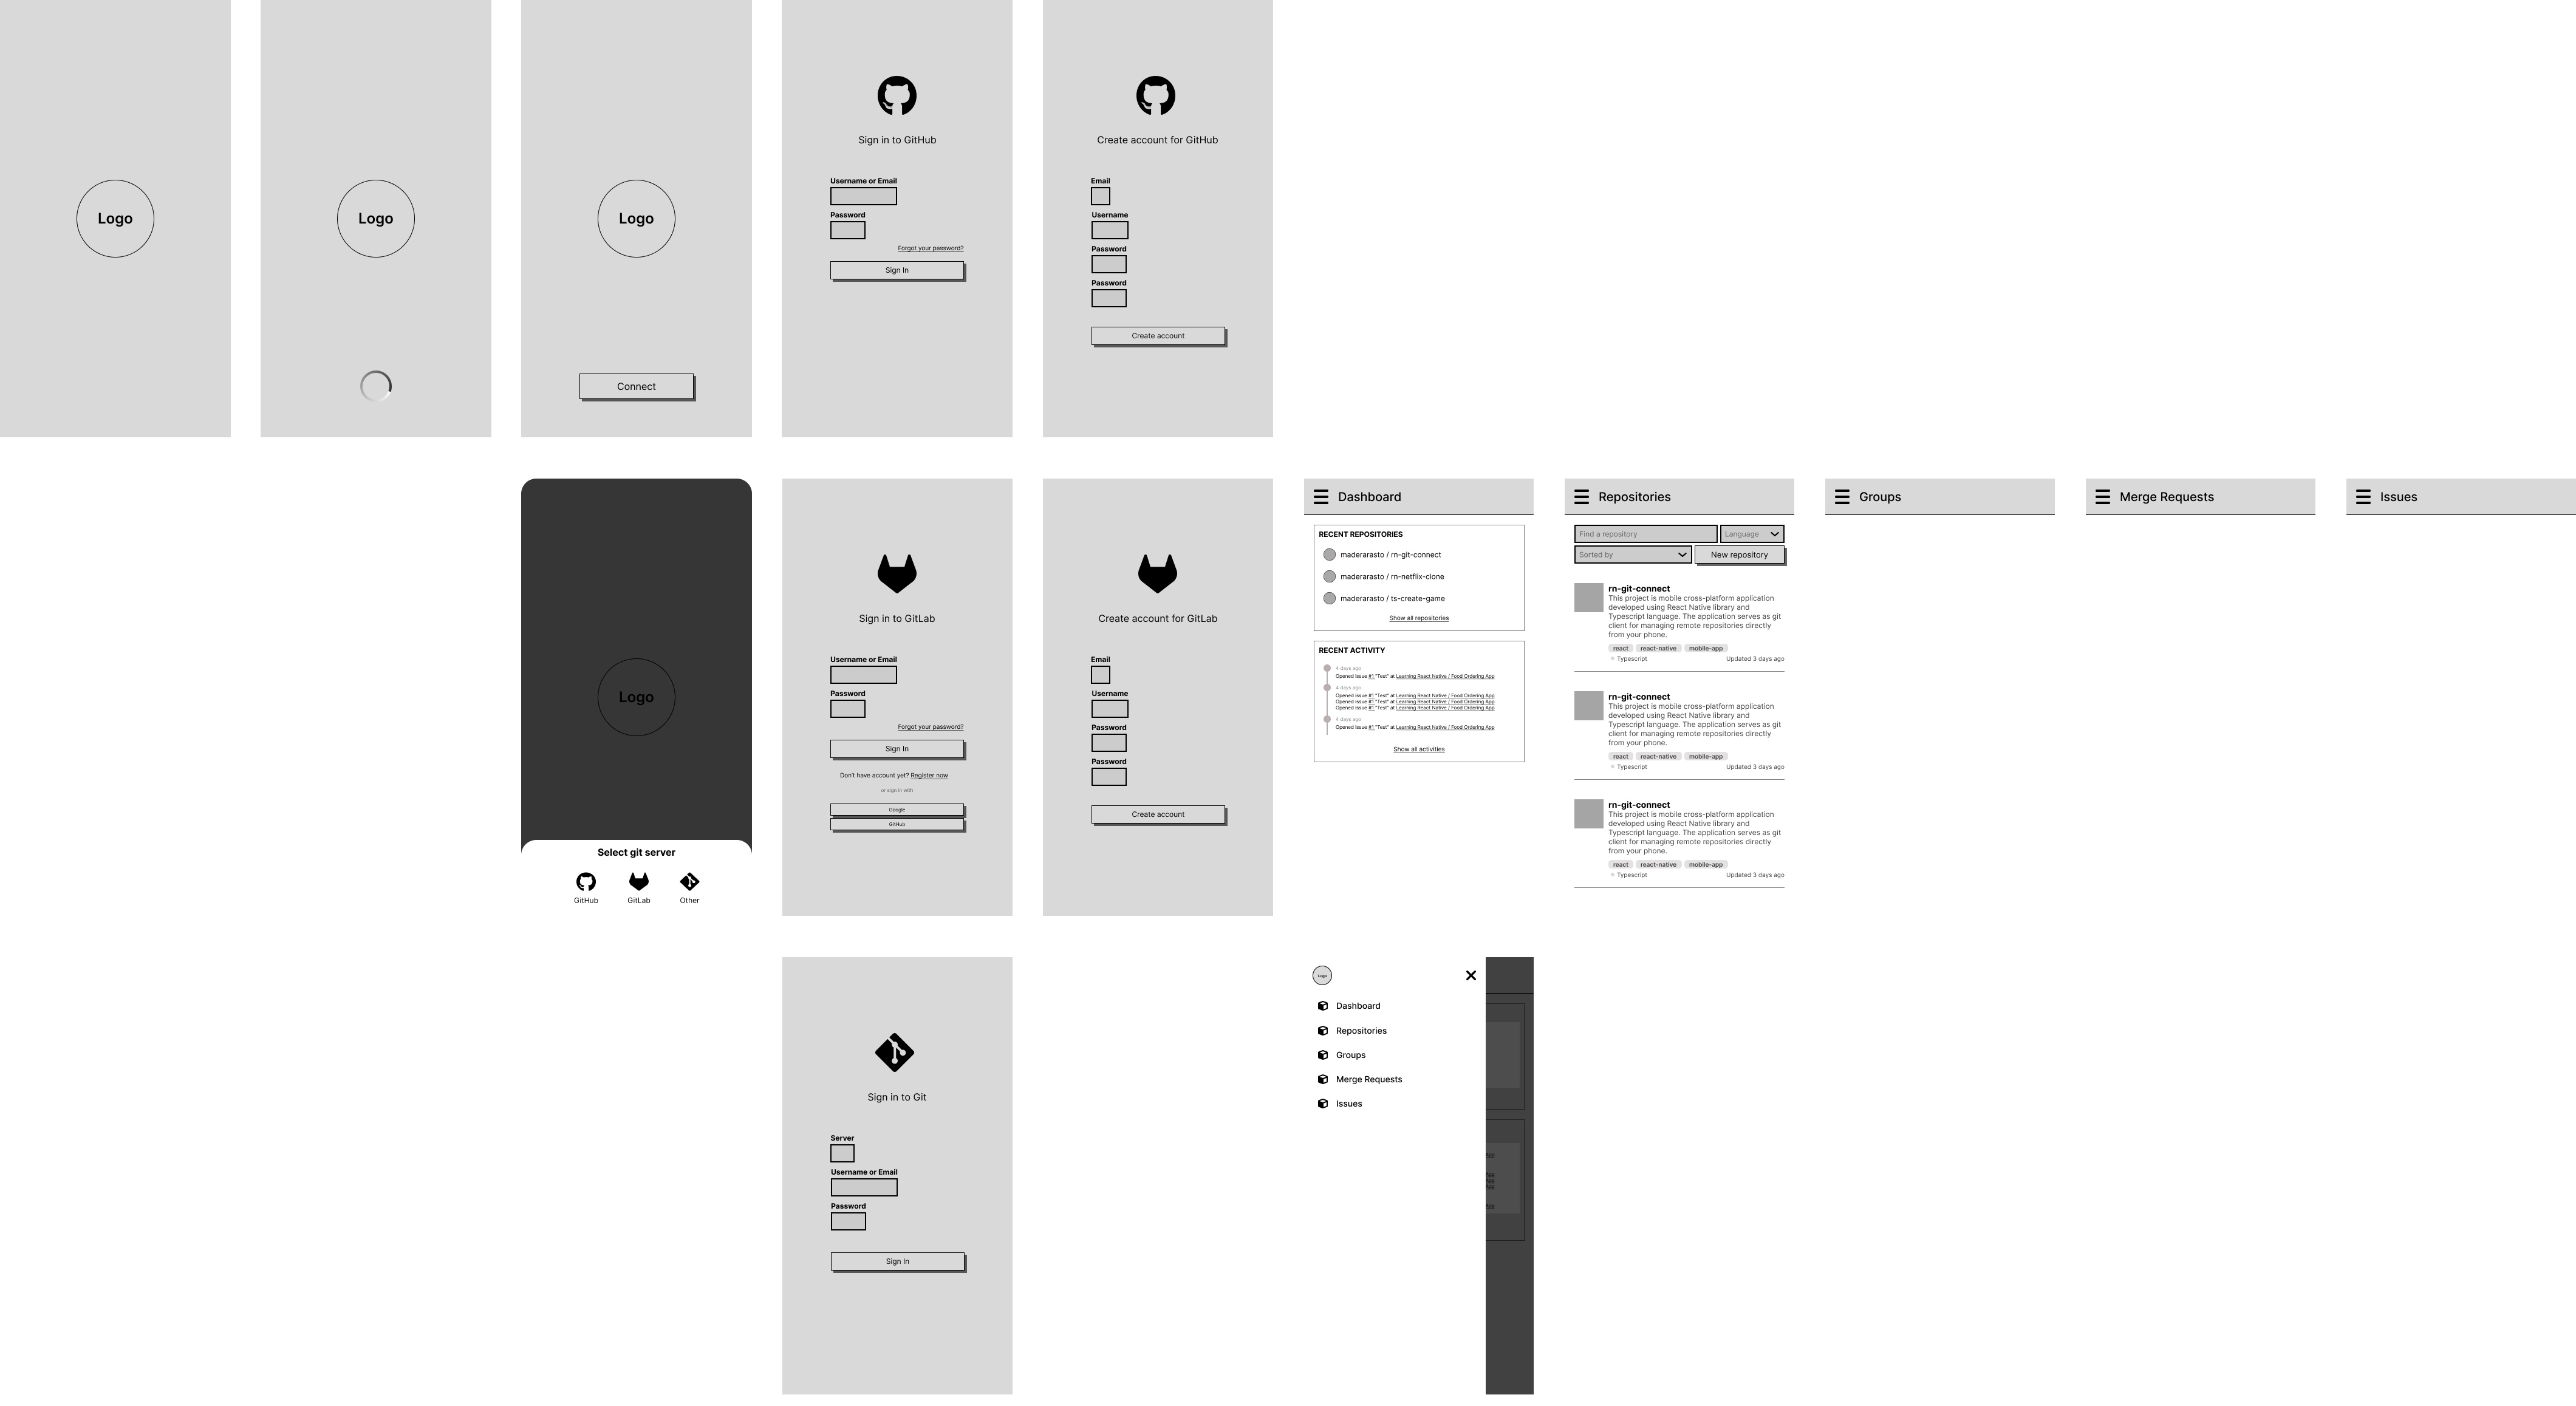 Logo
Logo
Logo
Connect
Sign in to GitHub
Username or Email
Password
Forgot your password?
Sign In
Create account for GitHub
Email
Username
Password
Password
Create account
Logo
Select git server
GitHub
GitLab
Other
Sign in to GitLab
Username or Email
Password
Forgot your password?
Sign In
Don't have account yet? Register now
or sign in with
Google
GitHub
Create account for GitLab
Email
Username
Password
Password
Create account
Dashboard
RECENT REPOSITORIES
maderarasto / rn-git-connect
maderarasto / rn-netflix-clone
maderarasto / ts-create-game
Show all repositories
RECENT ACTIVITY
4 days ago
Opened issue #1 "Test" at Learning React Native / Food Ordering App
4 days ago
Opened issue #1 "Test" at Learning React Native / Food Ordering App
Opened issue #1 "Test" at Learning React Native / Food Ordering App
Opened issue #1 "Test" at Learning React Native / Food Ordering App
4 days ago
Opened issue #1 "Test" at Learning React Native / Food Ordering App
Show all activities
Repositories
Find a repository
Language
Sorted by
New repository
rn-git-connect
This project is mobile cross-platform application
developed using React Native library and
Typescript language. The application serves as git
client for managing remote repositories directly
from your phone.
react react-native mobile-app
Typescript Updated 3 days ago
rn-git-connect
This project is mobile cross-platform application
developed using React Native library and
Typescript language. The application serves as git
client for managing remote repositories directly
from your phone.
react react-native mobile-app
Typescript Updated 3 days ago
rn-git-connect
This project is mobile cross-platform application
developed using React Native library and
Typescript language. The application serves as git
client for managing remote repositories directly
from your phone.
react react-native mobile-app
Typescript Updated 3 days ago
Groups
Merge Requests
Issues
Sign in to Git
Server
Username or Email
Password
Sign In
Logo
Dashboard
Repositories
Groups
Merge Requests
Issues
App
App
App
App
App